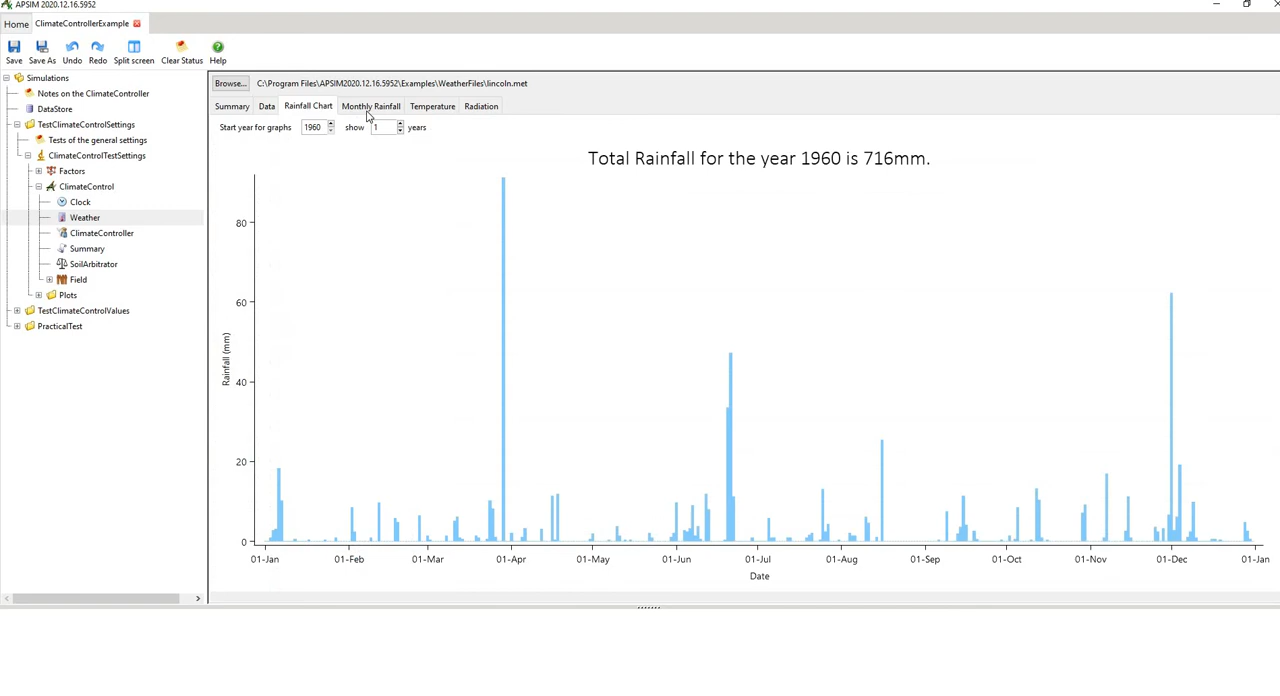 APSIM 2020.12.16.5952
Home ClimateControllerExample
Save Save As Undo Redo Split screen Clear Status Help
Simulations
Notes on the ClimateController
DataStore
TestClimateControlSettings
Tests of the general settings
ClimateControlTestSettings
Factors
ClimateControl
Clock
Weather
ClimateController
Summary
SoilArbitrator
Field
Plots
TestClimateControlValues
PracticalTest
Browse... C:\Program Files\APSIM2020.12.16.5952\Examples\WeatherFiles\lincoln.met
Summary Data Rainfall Chart Monthly Rainfall Temperature Radiation
Start year for graphs 1960 show 1 years
Total Rainfall for the year 1960 is 716mm.
80
60
40
20
0
Rainfall (mm)
01-Jan 01-Feb 01-Mar 01-Apr 01-May 01-Jun 01-Jul 01-Aug 01-Sep 01-Oct 01-Nov 01-Dec 01-Jan
Date